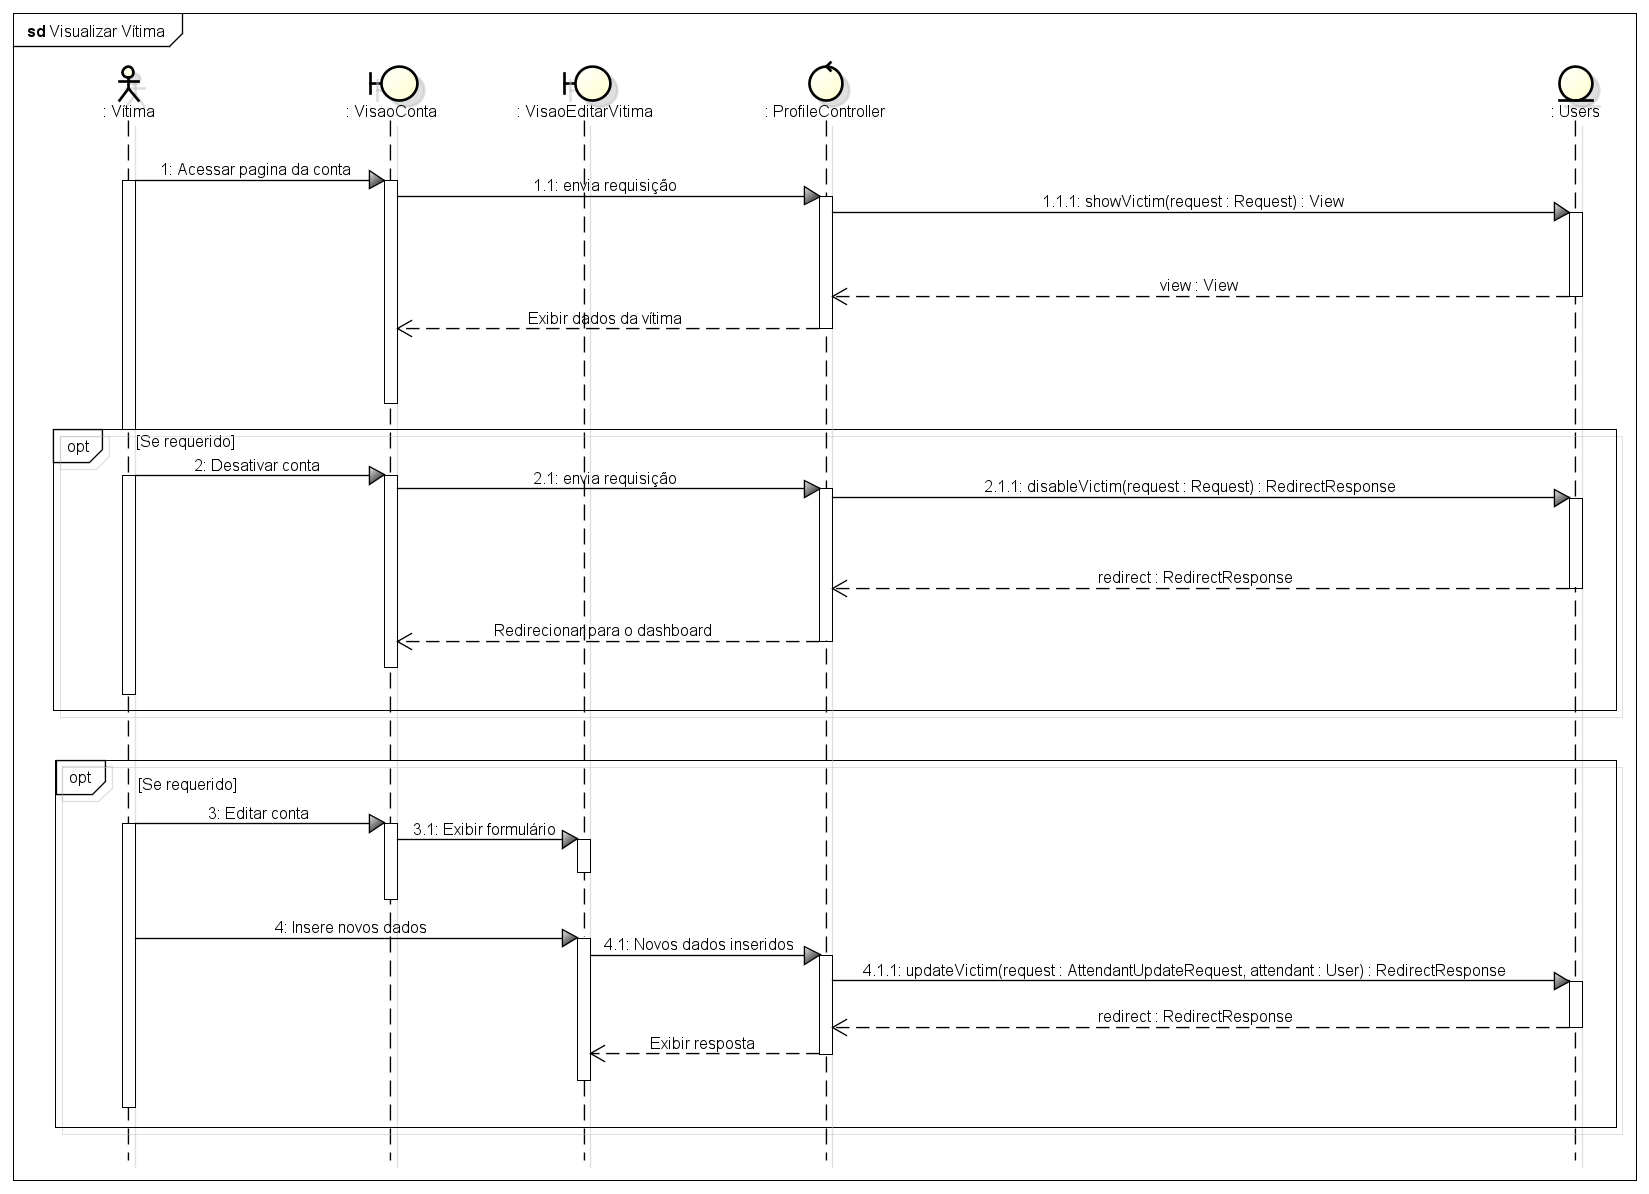 sd Visualizar Vítima
: Vítima
: VisaoConta
: VisaoEditarVitima
: ProfileController
: Users
1: Acessar pagina da conta
1.1: envia requisição
1.1.1: showVictim(request : Request) : View
view : View
Exibir dados da vítima
opt
[Se requerido]
2: Desativar conta
2.1: envia requisição
2.1.1: disableVictim(request : Request) : RedirectResponse
redirect : RedirectResponse
Redirecionar para o dashboard
opt
[Se requerido]
3: Editar conta
3.1: Exibir formulário
4: Insere novos dados
4.1: Novos dados inseridos
4.1.1: updateVictim(request : AttendantUpdateRequest, attendant : User) : RedirectResponse
redirect : RedirectResponse
Exibir resposta